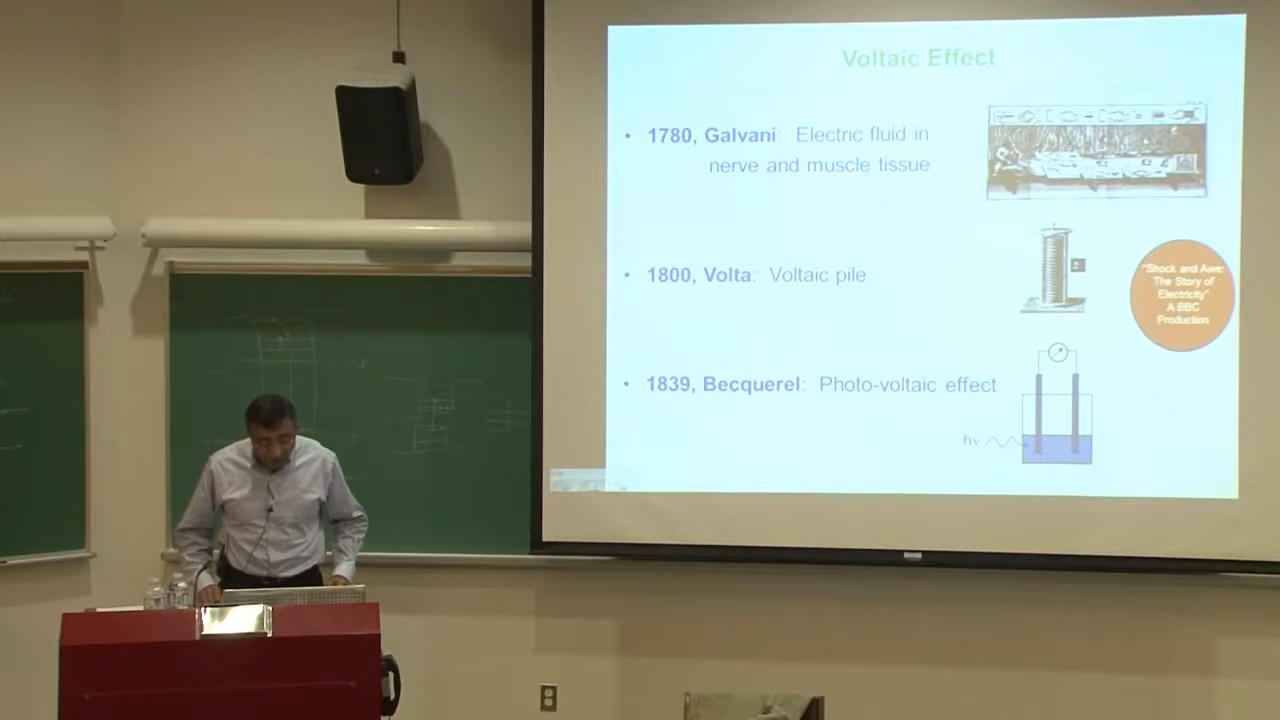 Voltaic Effect
• 1780, Galvani: Electric fluid in
nerve and muscle tissue
• 1800, Volta: Voltaic pile
"Shock and Awe:
The Story of
Electricity"
A BBC
Production
• 1839, Becquerel: Photo-voltaic effect
hν